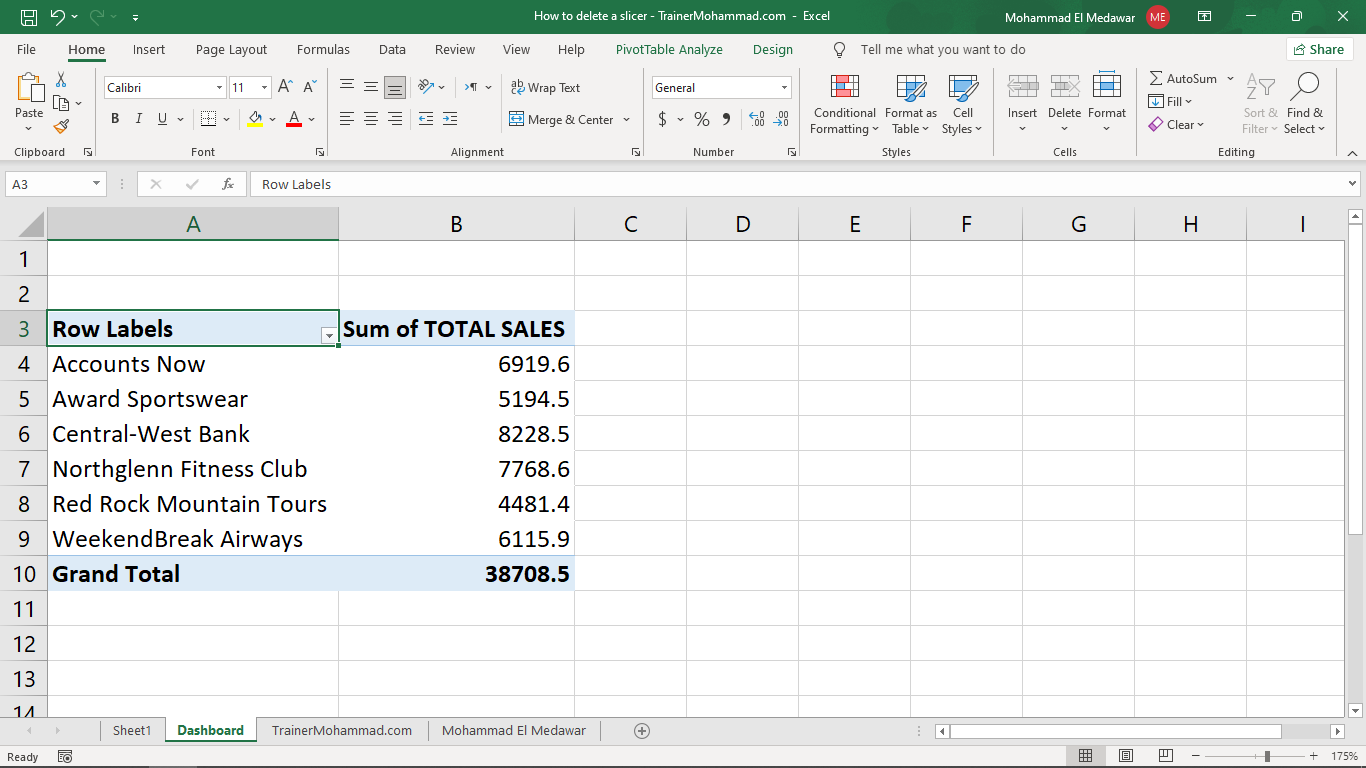 How to delete a slicer - TrainerMohammad.com - Excel
Mohammad El Medawar ME
File Home Insert Page Layout Formulas Data Review View Help PivotTable Analyze Design Tell me what you want to do Share
Paste
Clipboard
Calibri 11
B I U A
Font
ab Wrap Text
Merge & Center
Alignment
General
$ % 9
Number
Conditional Formatting
Format as Table
Cell Styles
Styles
Insert Delete Format
Cells
AutoSum
Fill
Clear
Sort & Filter
Find & Select
Editing
A3 fx Row Labels
A B C D E F G H I
1
2
3 Row Labels Sum of TOTAL SALES
4 Accounts Now 6919.6
5 Award Sportswear 5194.5
6 Central-West Bank 8228.5
7 Northglenn Fitness Club 7768.6
8 Red Rock Mountain Tours 4481.4
9 WeekendBreak Airways 6115.9
10 Grand Total 38708.5
11
12
13
14
Sheet1 Dashboard TrainerMohammad.com Mohammad El Medawar
Ready 175%